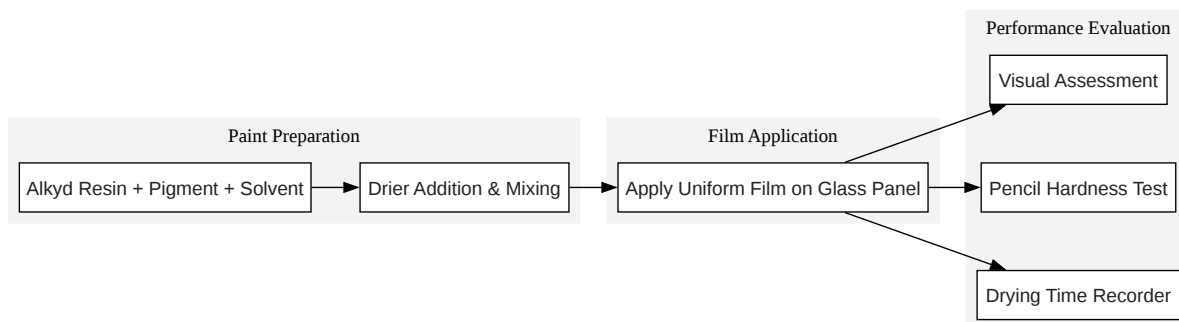 Paint Preparation
Alkyd Resin + Pigment + Solvent
Drier Addition & Mixing
Film Application
Apply Uniform Film on Glass Panel
Performance Evaluation
Visual Assessment
Pencil Hardness Test
Drying Time Recorder